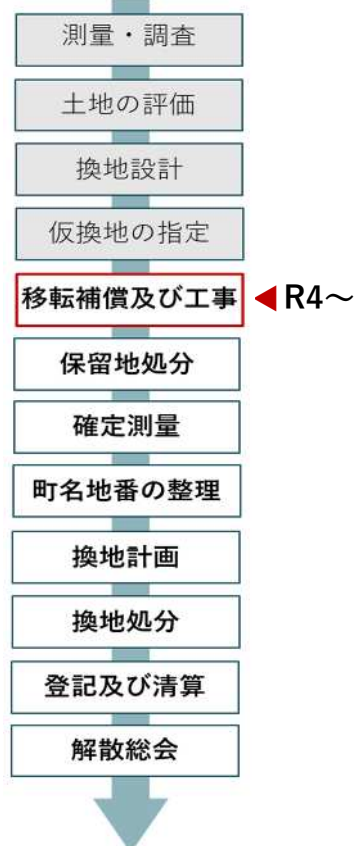 測量・調査
土地の評価
換地設計
仮換地の指定
移転補償及び工事 ◀R4～
保留地処分
確定測量
町名地番の整理
換地計画
換地処分
登記及び清算
解散総会